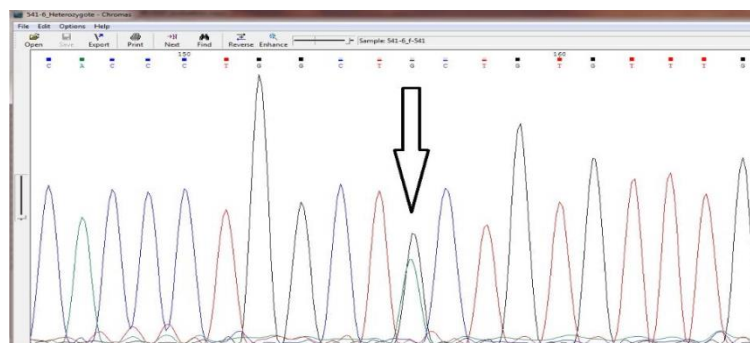 541-6_Heterozygote - Chromas
File Edit Options Help
Open Save Export Print Next Find Reverse Enhance Sample: 541-6_f-541
150 160
C A C C C T G G C T G C T G T G T T T G